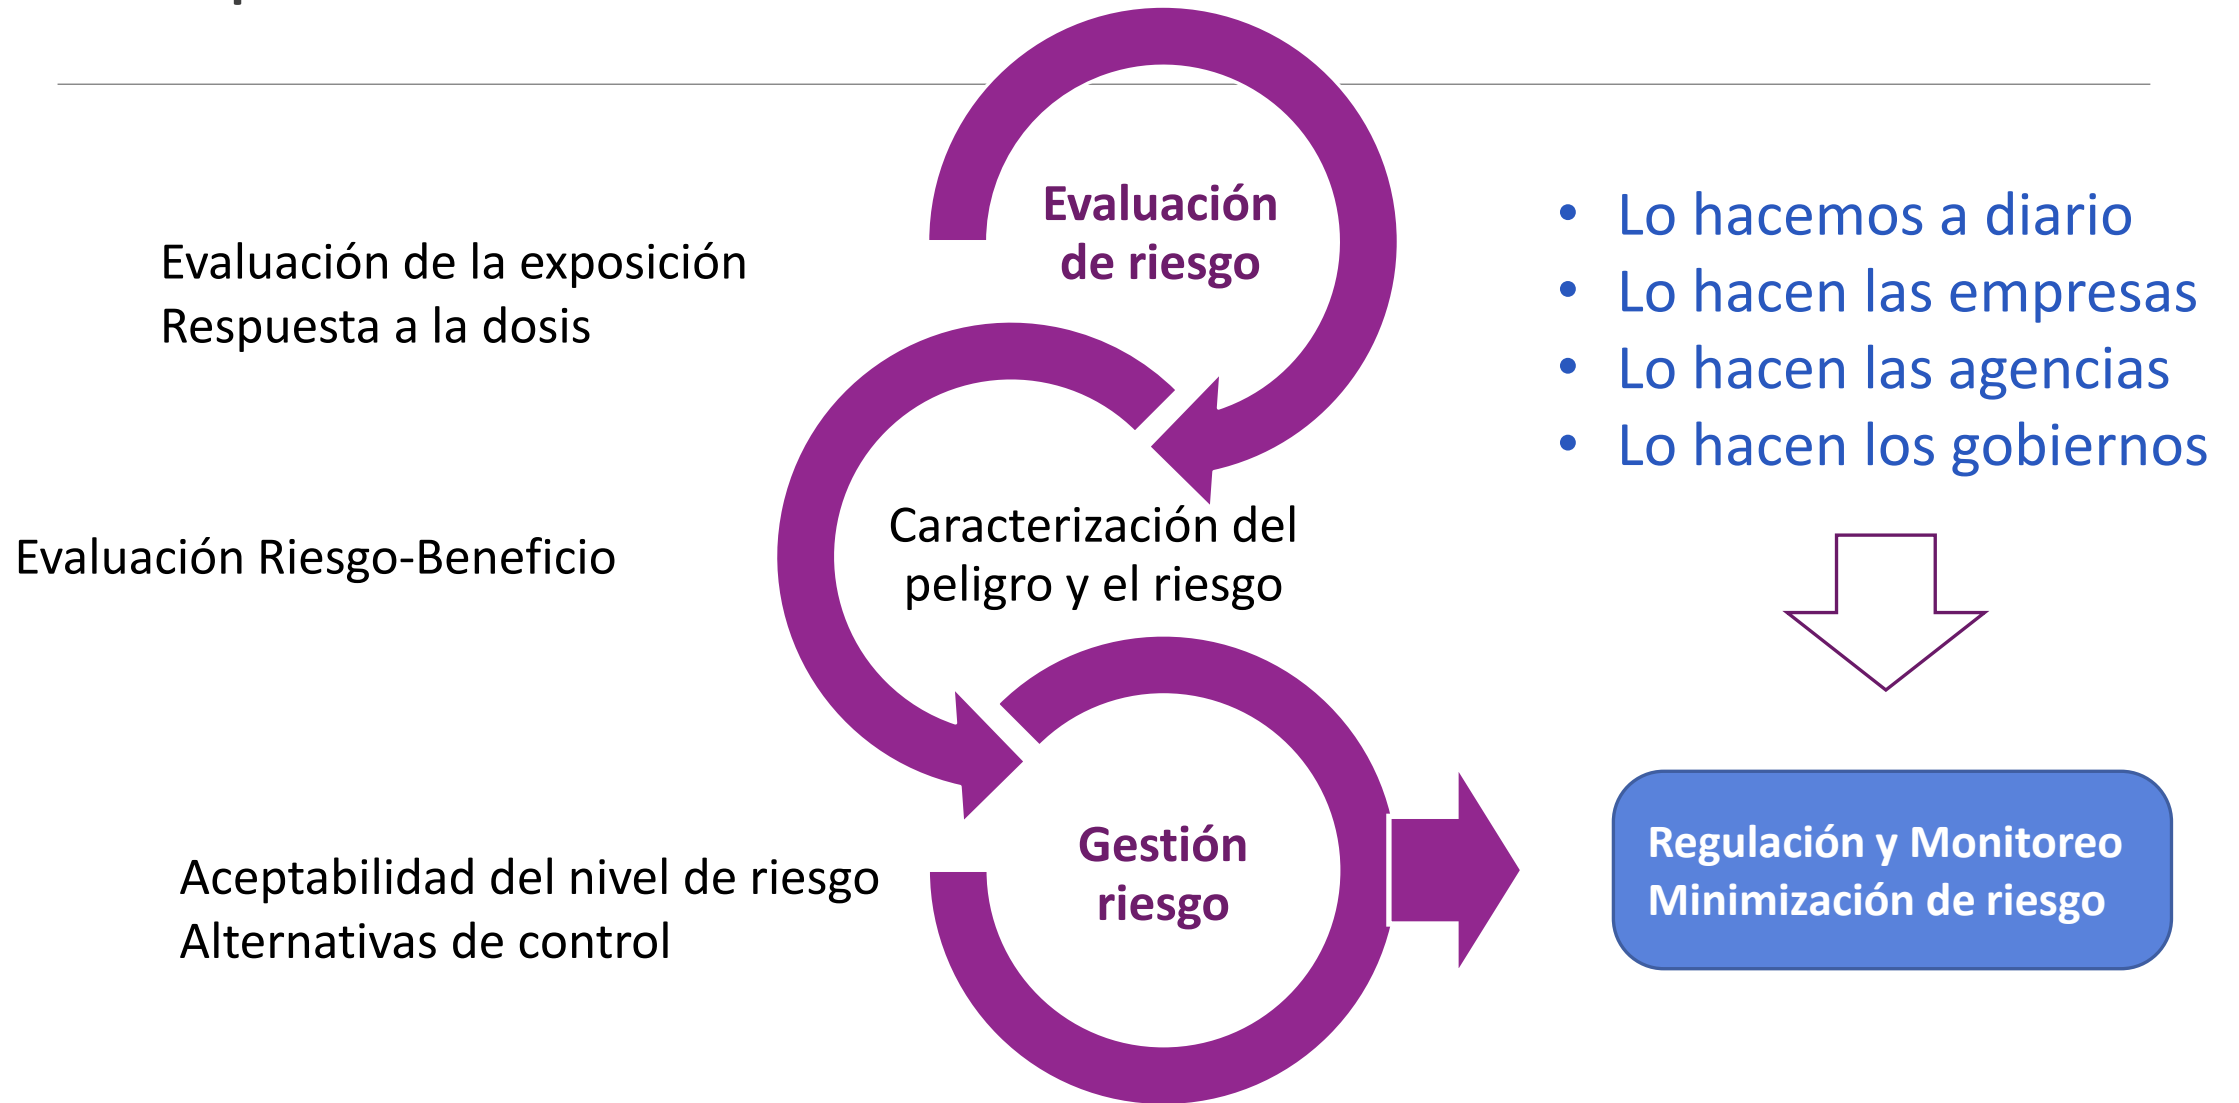 Evaluación
de riesgo
Evaluación de la exposición
Respuesta a la dosis
• Lo hacemos a diario
• Lo hacen las empresas
• Lo hacen las agencias
• Lo hacen los gobiernos
Caracterización del
peligro y el riesgo
Evaluación Riesgo-Beneficio
Gestión
riesgo
Aceptabilidad del nivel de riesgo
Alternativas de control
Regulación y Monitoreo
Minimización de riesgo